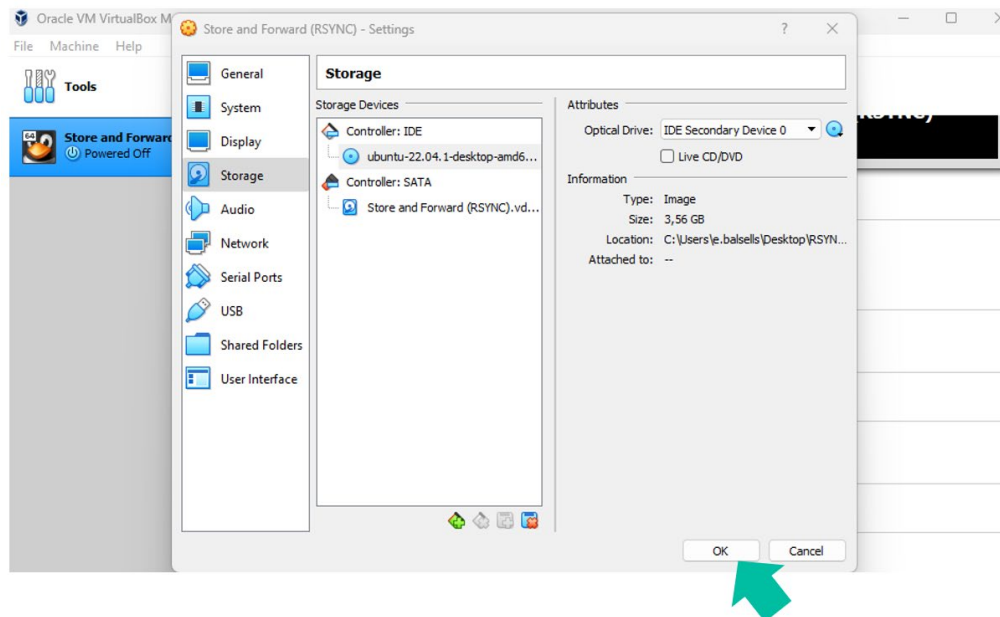 Oracle VM VirtualBox M
Store and Forward (RSYNC) - Settings
?
File Machine Help
Tools
64
Store and Forward
Powered Off
General
System
Display
Storage
Audio
Network
Serial Ports
USB
Shared Folders
User Interface
Storage
Storage Devices
Controller: IDE
ubuntu-22.04.1-desktop-amd6...
Controller: SATA
Store and Forward (RSYNC).vd...
Attributes
Optical Drive: IDE Secondary Device 0
Live CD/DVD
Information
Type: Image
Size: 3,56 GB
Location: C:\Users\e.balsells\Desktop\RSYN...
Attached to: --
OK
Cancel
(RSYNC)